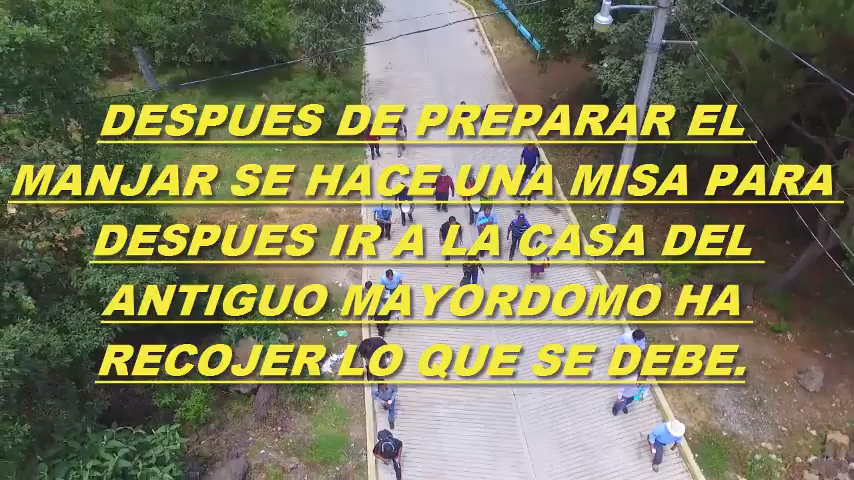 DESPUES DE PREPARAR EL
MANJAR SE HACE UNA MISA PARA
DESPUES IR A LA CASA DEL
ANTIGUO MAYORDOMO HA
RECOJER LO QUE SE DEBE.